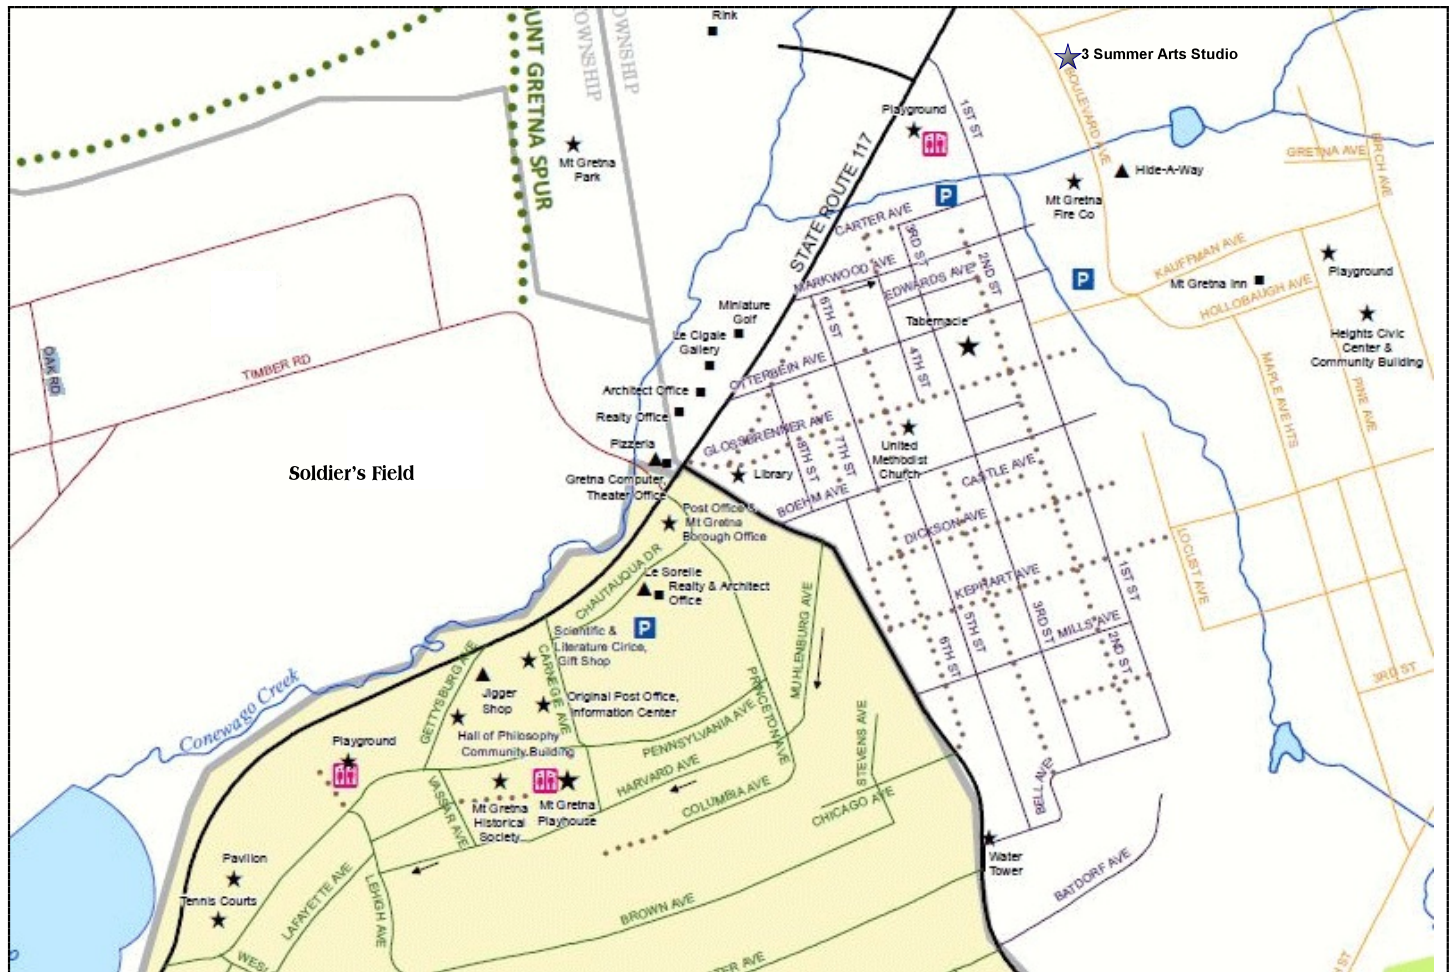 Rink
OUNT GRETNA SPUR
TOWNSHIP
OWNSHIP
3 Summer Arts Studio
BOULEVARD AVE
Playground
1ST ST
STATE ROUTE 117
P
Mt Gretna
Park
Hide-A-Way
Mt Gretna
Fire Co
GRETNA AVE
BIRCH AVE
CARTER AVE
3RD ST
MARKWOOD AVE
EDWARDS AVE
2ND ST
P
KAUFFMAN AVE
Mt Gretna Inn
HOLLOBAUGH AVE
Playground
Heights Civic
Center &
Community Building
Miniature
Golf
6TH ST
Tabernacle
Le Cigale
Gallery
OTTERBEIN AVE
4TH ST
MAPLE AVE HTS
PINE AVE
OAK RD
TIMBER RD
Architect Office
Realty Office
Pizzeria
GLOSSBRENNER AVE
8TH ST
7TH ST
United
Methodist
Church
Library
CASTLE AVE
Soldier's Field
Gretna Computer,
Theater Office
BOEHM AVE
DICKSON AVE
Post Office &
Mt Gretna
Borough Office
CHAUTAUQUA DR
Le Sorelle
Realty & Architect
Office
P
KEPHART AVE
LOCUST AVE
1ST ST
MUHLENBURG AVE
Scientific &
Literature Cirlce,
Gift Shop
CARNEGIE AVE
GETTYSBURG AVE
6TH ST
5TH ST
3RD ST
MILLS AVE
2ND ST
3RD ST
Conewago Creek
Jigger
Shop
Original Post Office,
Information Center
PRINCETON AVE
PENNSYLVANIA AVE
STEVENS AVE
Hall of Philosophy
Community Building
Playground
VASSAR AVE
HARVARD AVE
COLUMBIA AVE
CHICAGO AVE
BELL AVE
Mt Gretna
Historical
Society
Mt Gretna
Playhouse
Water
Tower
BATDORF AVE
Pavilion
Tennis Courts
LAFAYETTE AVE
LEHIGH AVE
BROWN AVE
WES
TER AVE
ST